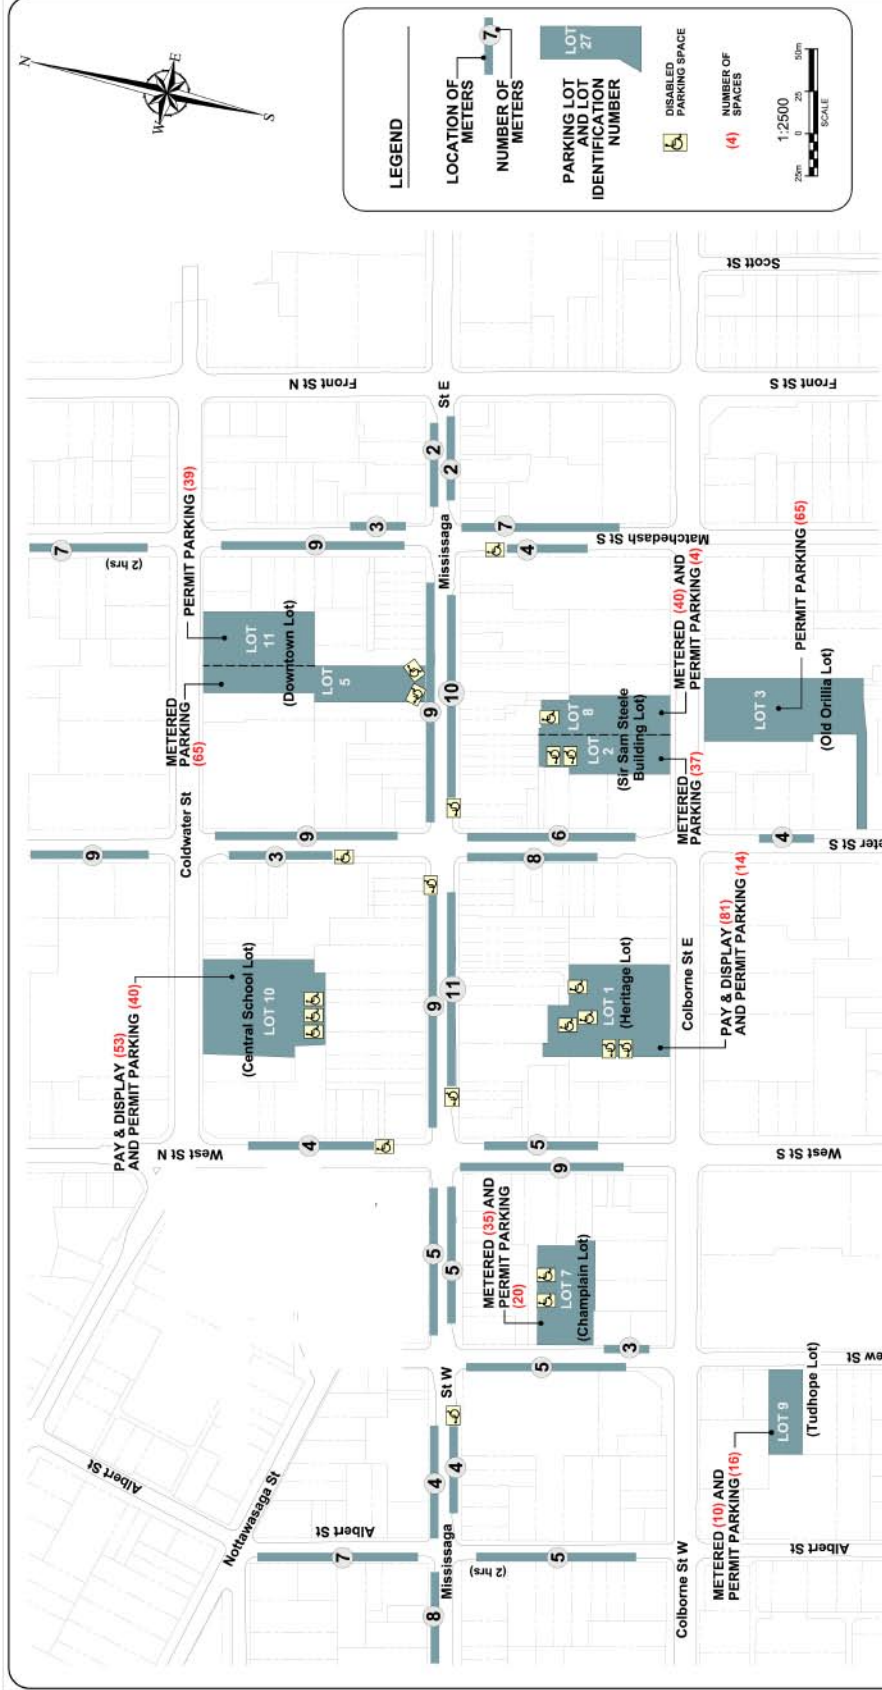 N
E
W
S
LEGEND
LOCATION OF
METERS
7
NUMBER OF
METERS
LOT
27
PARKING LOT
AND LOT
IDENTIFICATION
NUMBER
DISABLED
PARKING SPACE
(4)
NUMBER OF
SPACES
1:2500
25m 0 25 50m
SCALE
PAY & DISPLAY (53)
AND PERMIT PARKING (40)
METERED
PARKING
(65)
PERMIT PARKING (39)
7
(2 hrs)
9
Coldwater St
LOT
11
LOT
5
(Downtown Lot)
LOT 10
(Central School Lot)
9
3
9
3
Front St N
West St N
4
Albert St
Nottawasaga St
Albert St
7
8
4
5
9
9
2
Mississaga
St W
Mississaga
St E
4
5
11
10
2
(2 hrs)
5
5
3
METERED (35) AND
PERMIT PARKING
(20)
LOT 7
(Champlain Lot)
9
5
LOT 1
(Heritage Lot)
8
6
LOT
2
LOT
8
(Sir Sam Steele
Building Lot)
4
7
Matchedash St S
METERED
PARKING (37)
METERED (40) AND
PERMIT PARKING (4)
Colborne St W
Colborne St E
PAY & DISPLAY (81)
AND PERMIT PARKING (14)
METERED (10) AND
PERMIT PARKING (16)
LOT 9
(Tudhope Lot)
LOT 3
(Old Orillia Lot)
PERMIT PARKING (65)
4
Albert St
ew St
West St S
eter St S
Front St S
Scott St